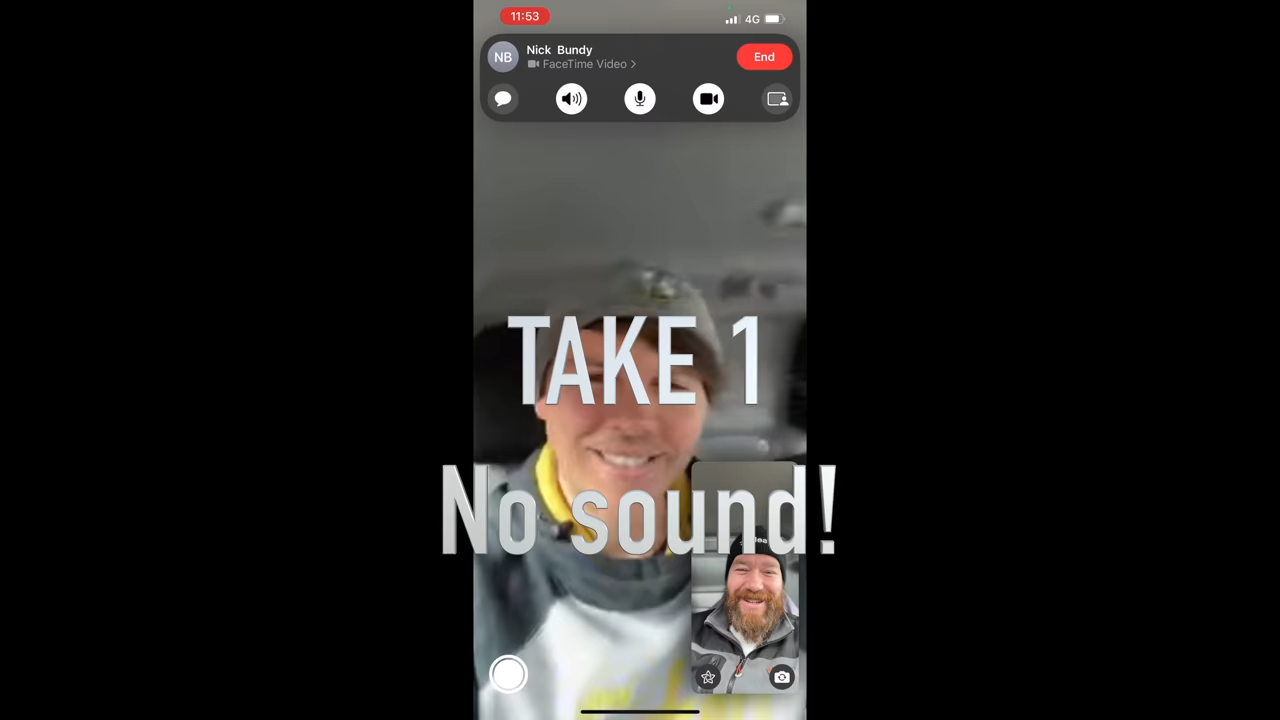 11:53
4G
NB
Nick Bundy
FaceTime Video
End
TAKE 1
No sound!